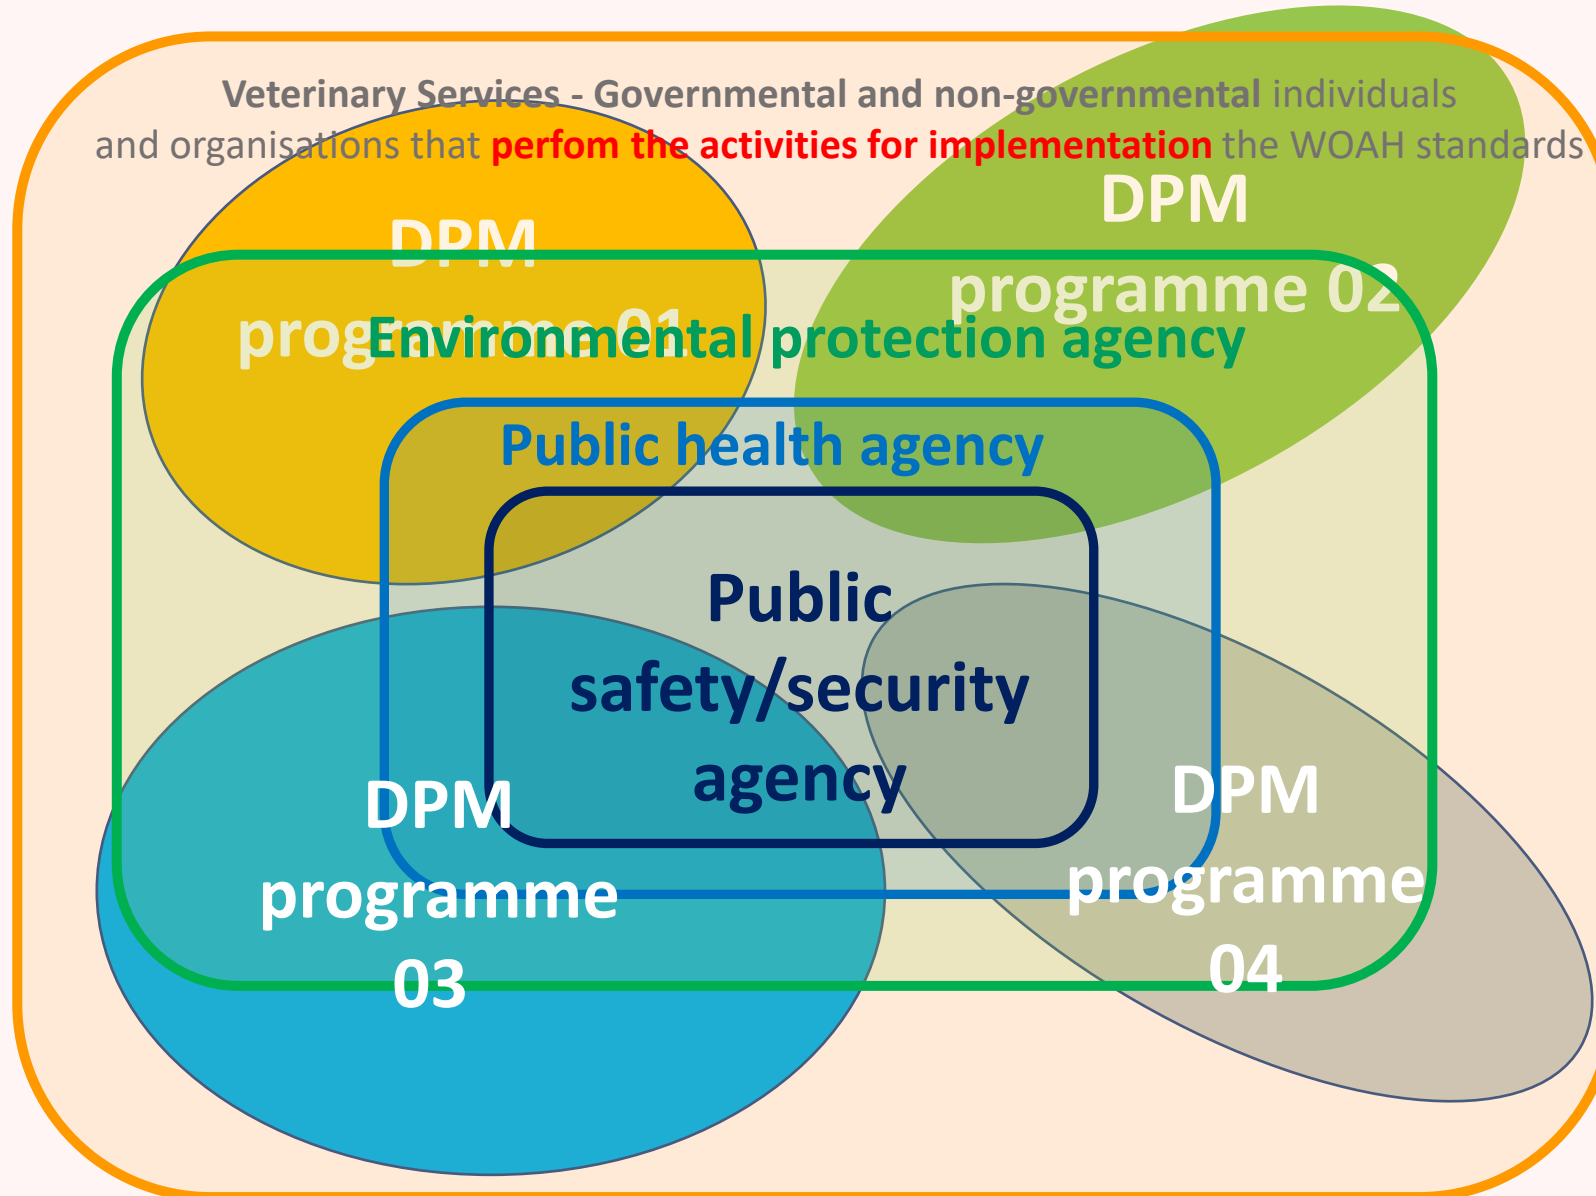 Veterinary Services - Governmental and non-governmental individuals
and organisations that perfom the activities for implementation the WOAH standards
DPM
programme 01
DPM
programme 02
Environmental protection agency
Public health agency
Public
safety/security
agency
DPM
programme
03
DPM
programme
04